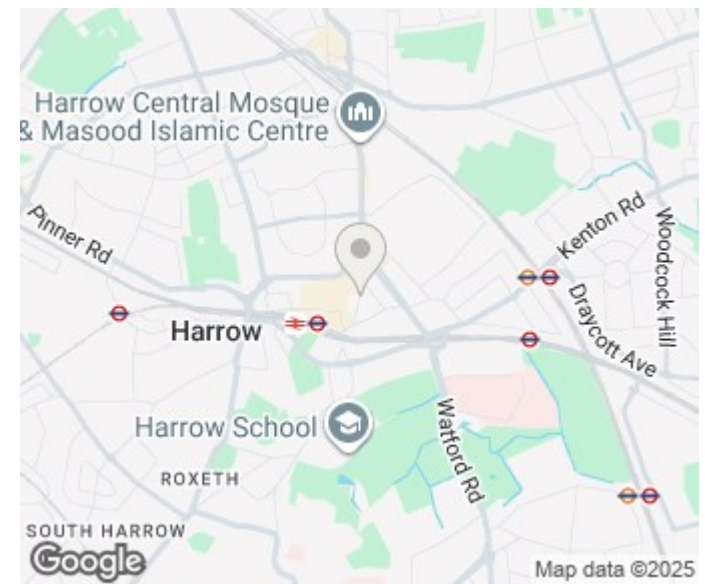 Harrow Central Mosque
& Masood Islamic Centre
Pinner Rd
Kenton Rd
Woodcock Hill
Draycott Ave
Harrow
Harrow School
Watford Rd
ROXETH
SOUTH HARROW
Google
Map data ©2025